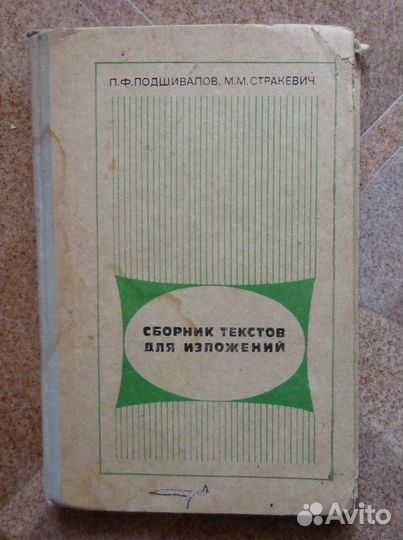 П.Ф.ПОДШИВАЛОВ, М.М.СТРАКЕВИЧ
СБОРНИК ТЕКСТОВ
ДЛЯ ИЗЛОЖЕНИЙ
Avito